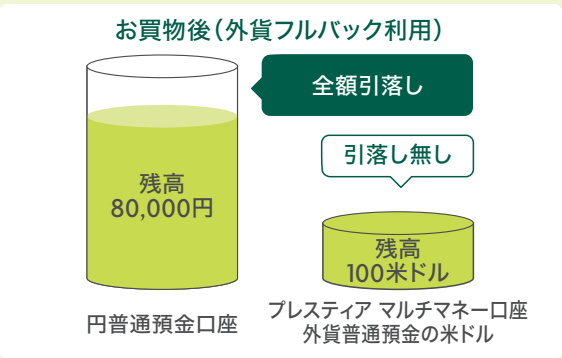 お買物後（外貨フルバック利用）
全額引落し
引落し無し
残高
80,000円
残高
100米ドル
円普通預金口座
プレスティア マルチマネー口座
外貨普通預金の米ドル